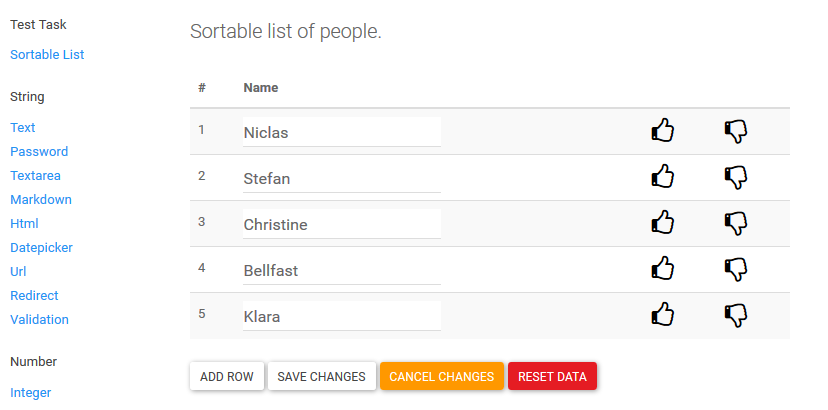 Test Task
Sortable List
String
Text
Password
Textarea
Markdown
Html
Datepicker
Url
Redirect
Validation
Number
Integer
Sortable list of people.
# Name
1 Niclas
2 Stefan
3 Christine
4 Bellfast
5 Klara
ADD ROW SAVE CHANGES CANCEL CHANGES RESET DATA